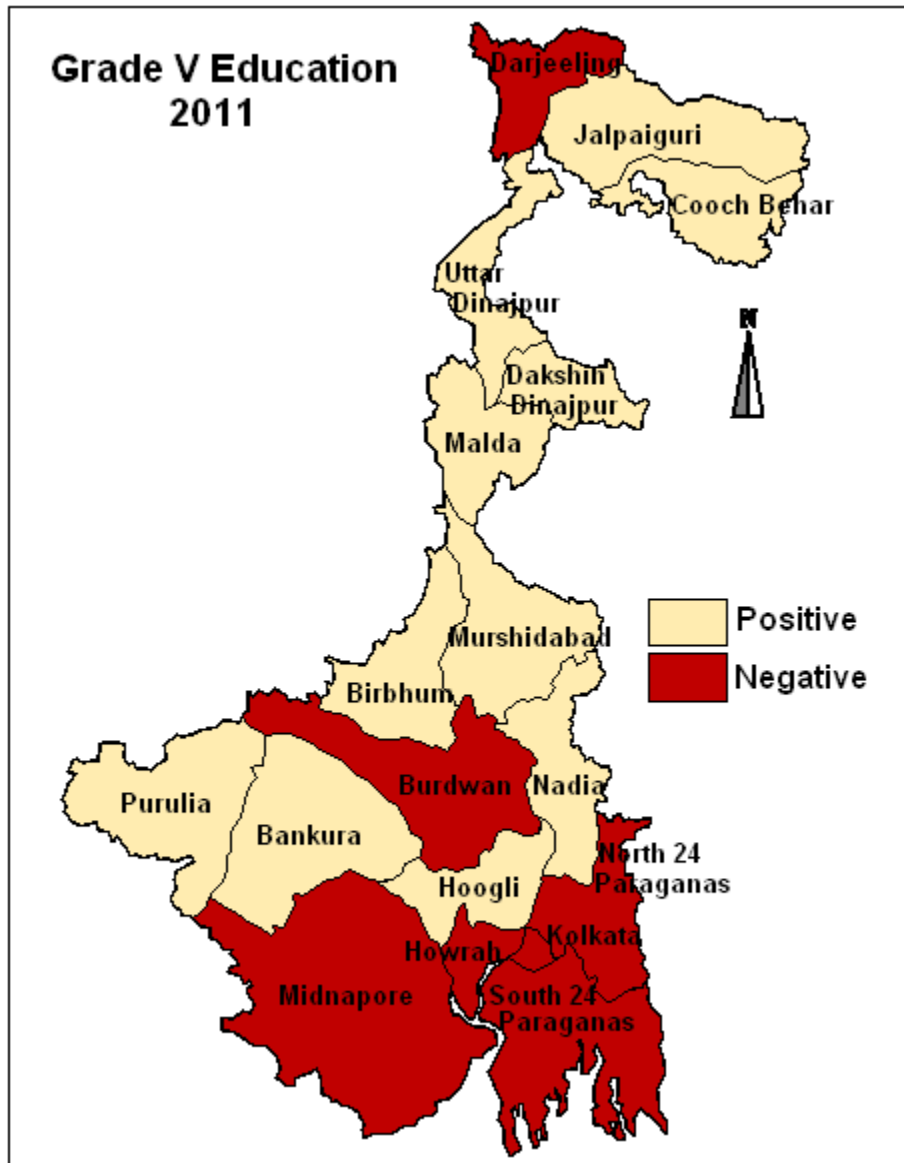 Grade V Education
2011
Darjeeling
Jalpaiguri
Cooch Behar
Uttar
Dinajpur
N
Dakshin
Dinajpur
Malda
Murshidabad
Positive
Negative
Birbhum
Burdwan
Nadia
Purulia
Bankura
North 24
Paraganas
Hoogli
Kolkata
Howrah
Midnapore
South 24
Paraganas